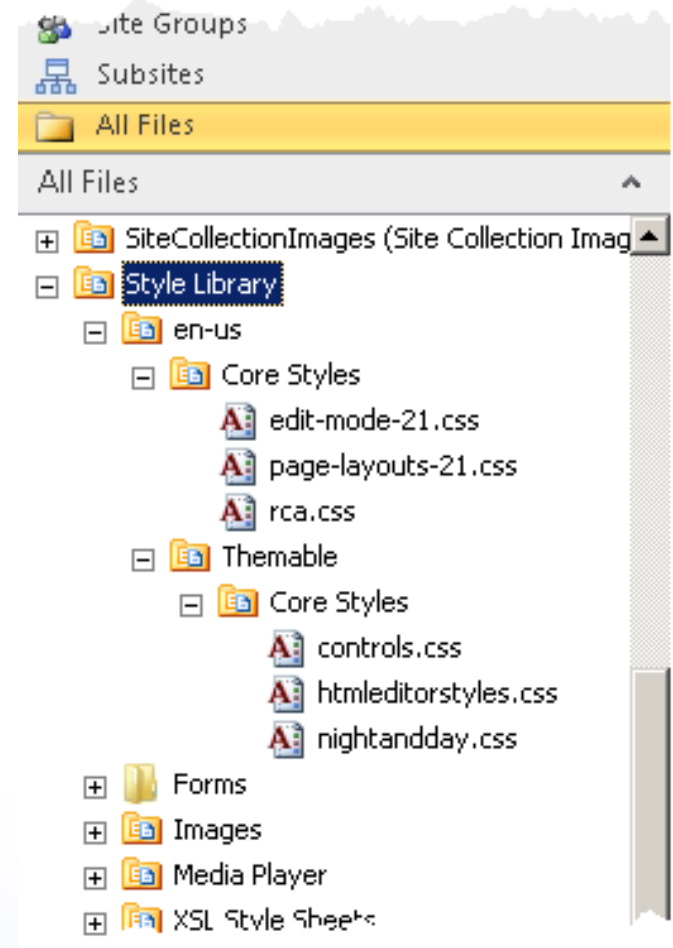 Site Groups
Subsites
All Files
All Files
SiteCollectionImages (Site Collection Imag
Style Library
en-us
Core Styles
edit-mode-21.css
page-layouts-21.css
rca.css
Themable
Core Styles
controls.css
htmleditorstyles.css
nightandday.css
Forms
Images
Media Player
XSL Style Sheets